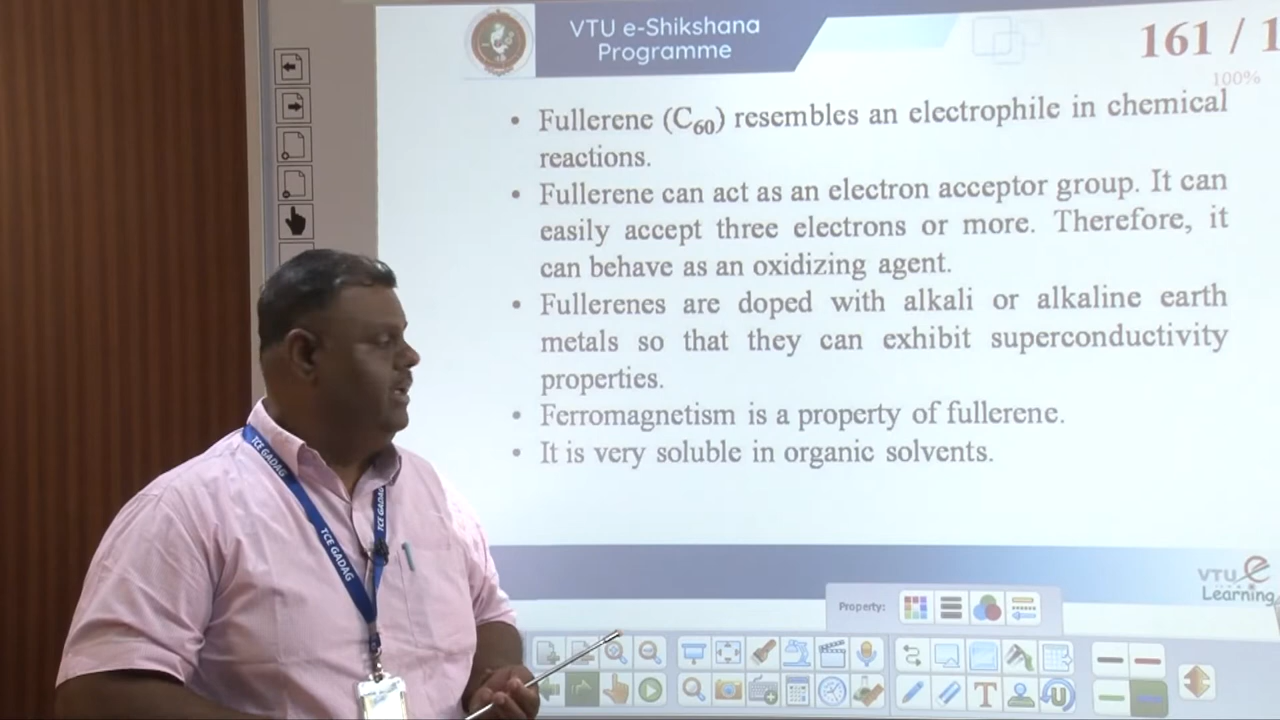 VTU e-Shikshana
Programme
161 / 1
100%
• Fullerene (C60) resembles an electrophile in chemical
reactions.
• Fullerene can act as an electron acceptor group. It can
easily accept three electrons or more. Therefore, it
can behave as an oxidizing agent.
• Fullerenes are doped with alkali or alkaline earth
metals so that they can exhibit superconductivity
properties.
• Ferromagnetism is a property of fullerene.
• It is very soluble in organic solvents.
TCE GADAG
TCE GADAG
TCE GADAG
VTU e
Learning
Property:
T
U